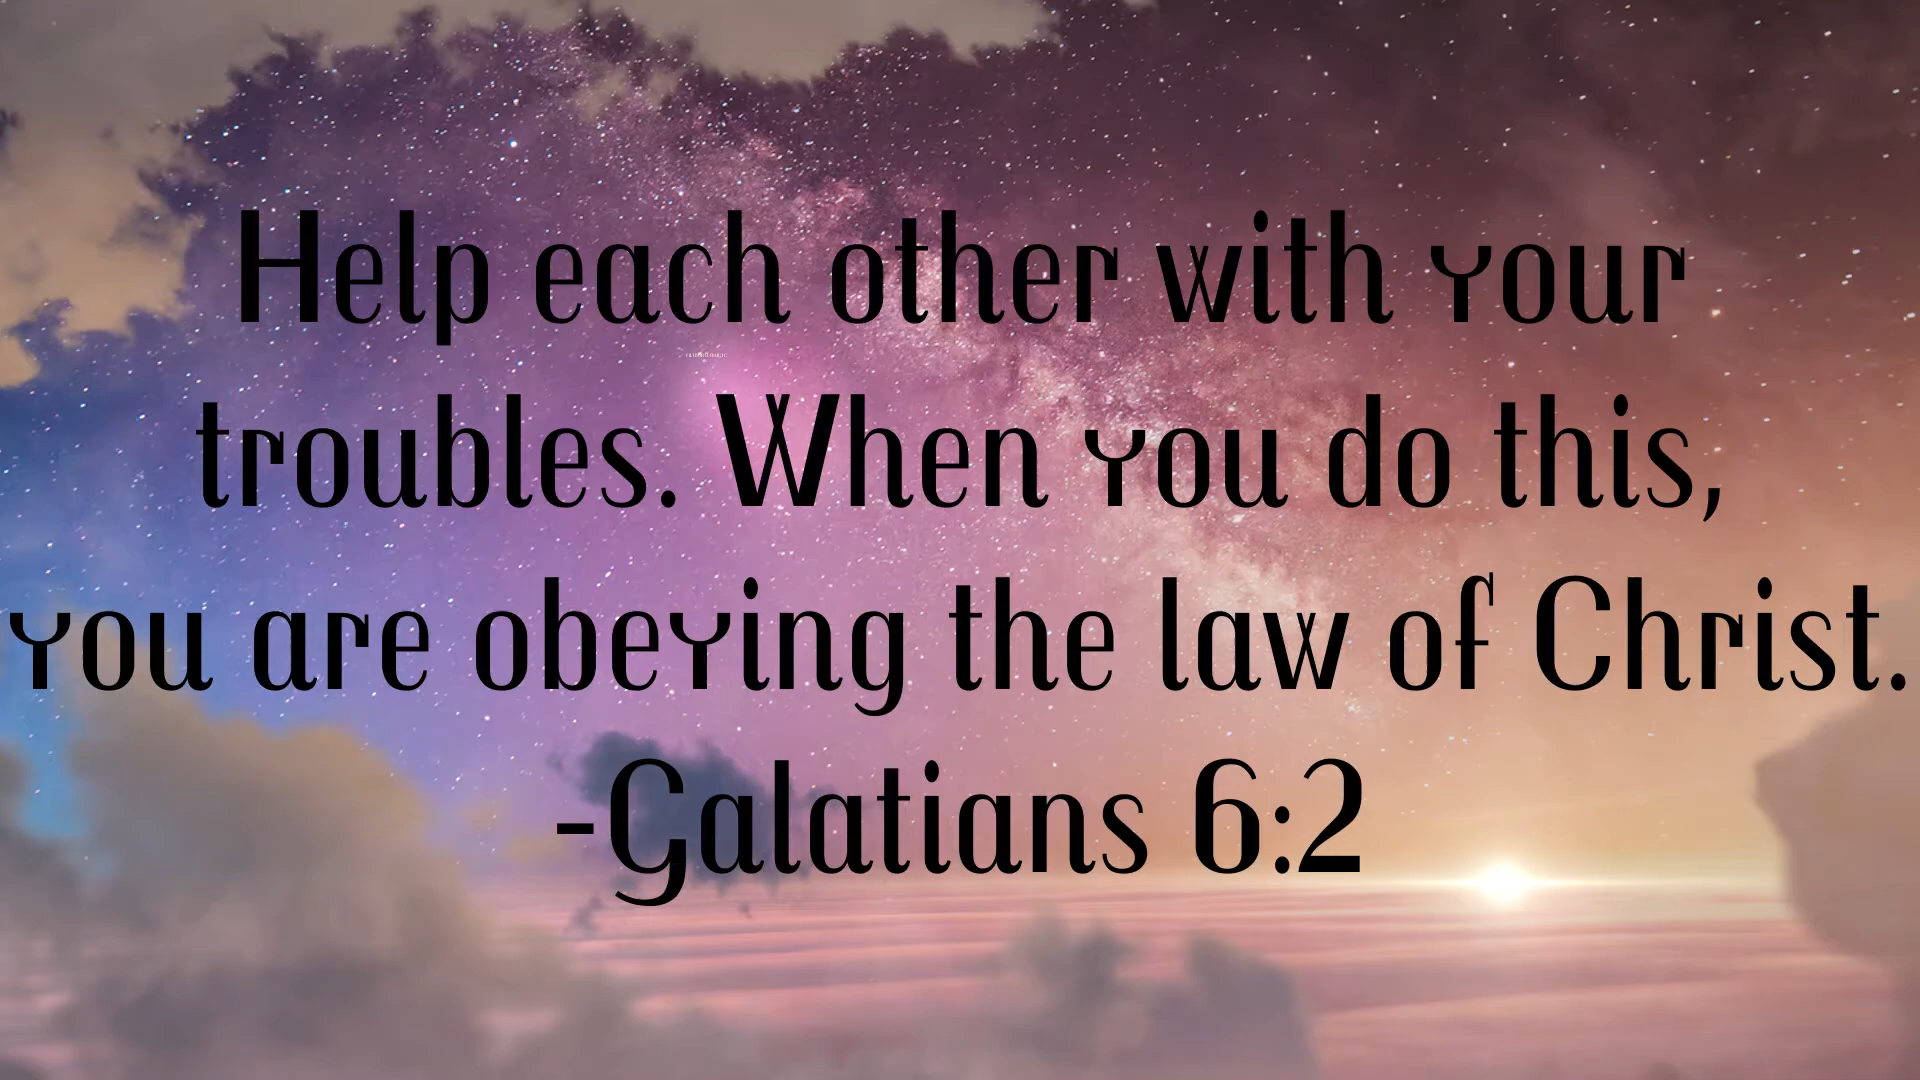 Help each other with your
troubles. When you do this,
you are obeying the law of Christ.
-Galatians 6:2